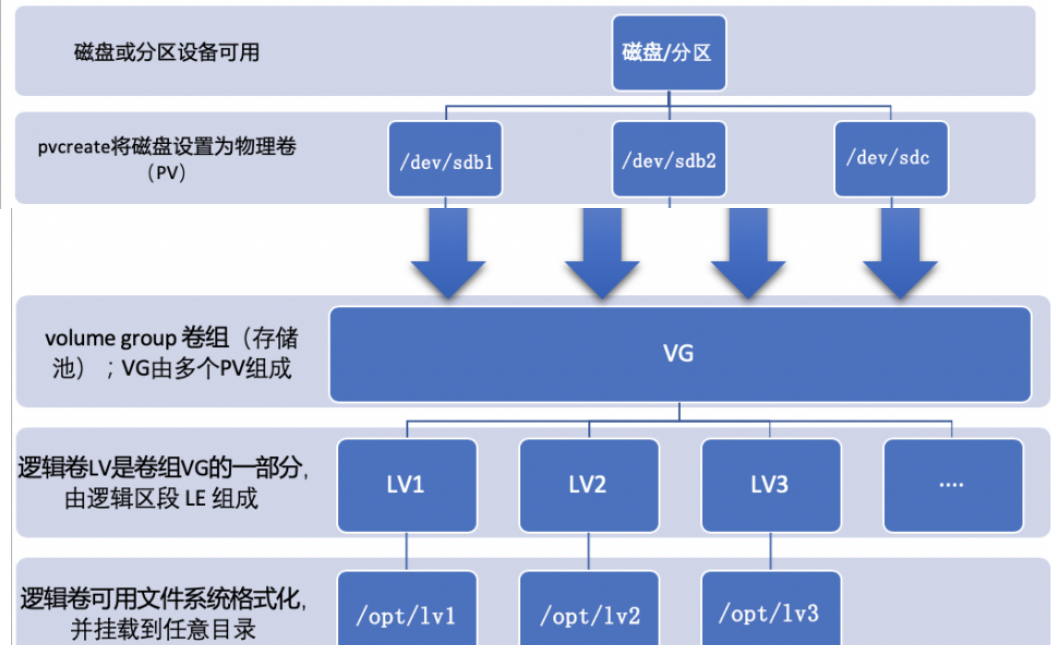 磁盘或分区设备可用
磁盘/分区
pvcreate将磁盘设置为物理卷
（PV）
/dev/sdb1
/dev/sdb2
/dev/sdc
volume group 卷组（存储
池）；VG由多个PV组成
VG
逻辑卷LV是卷组VG的一部分，
由逻辑区段 LE 组成
LV1
LV2
LV3
....
逻辑卷可用文件系统格式化，
并挂载到任意目录
/opt/lv1
/opt/lv2
/opt/lv3